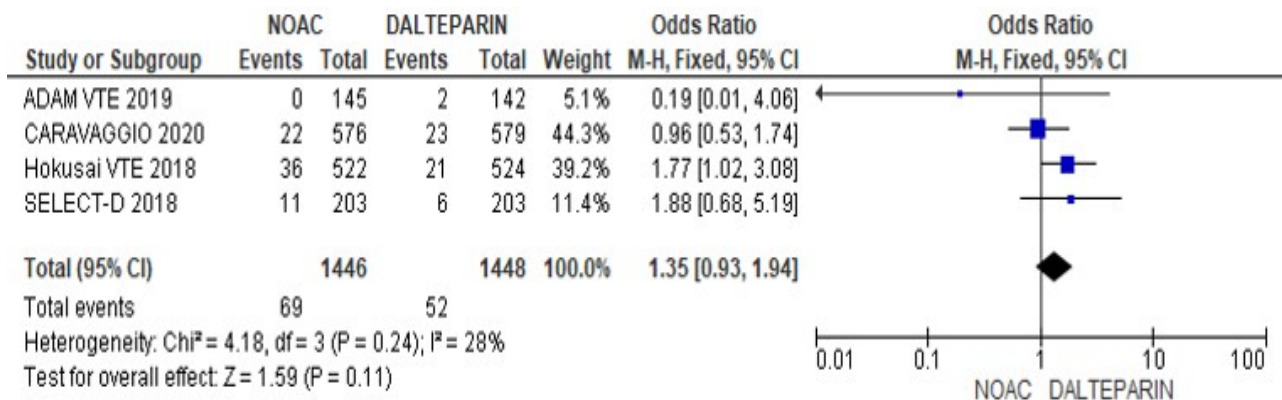 NOAC DALTEPARIN Odds Ratio Odds Ratio
Study or Subgroup Events Total Events Total Weight M-H, Fixed, 95% CI M-H, Fixed, 95% CI
ADAM VTE 2019 0 145 2 142 5.1% 0.19 [0.01, 4.06]
CARAVAGGIO 2020 22 576 23 579 44.3% 0.96 [0.53, 1.74]
Hokusai VTE 2018 36 522 21 524 39.2% 1.77 [1.02, 3.08]
SELECT-D 2018 11 203 6 203 11.4% 1.88 [0.68, 5.19]
Total (95% CI) 1446 1448 100.0% 1.35 [0.93, 1.94]
Total events 69 52
Heterogeneity: Chi² = 4.18, df = 3 (P = 0.24); I² = 28%
Test for overall effect: Z = 1.59 (P = 0.11)
0.01 0.1 1 10 100
NOAC DALTEPARIN